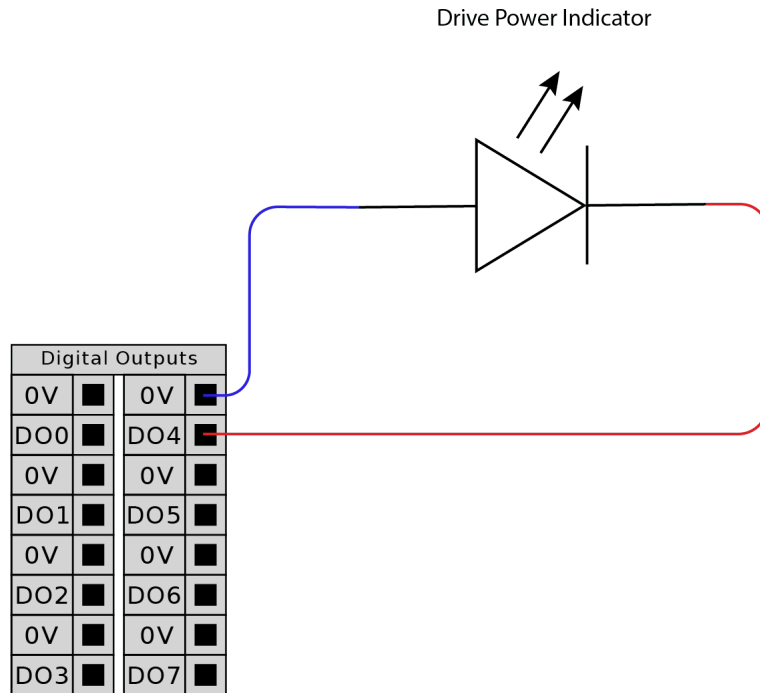 Drive Power Indicator
Digital Outputs
0V 0V
DO0 DO4
0V 0V
DO1 DO5
0V 0V
DO2 DO6
0V 0V
DO3 DO7